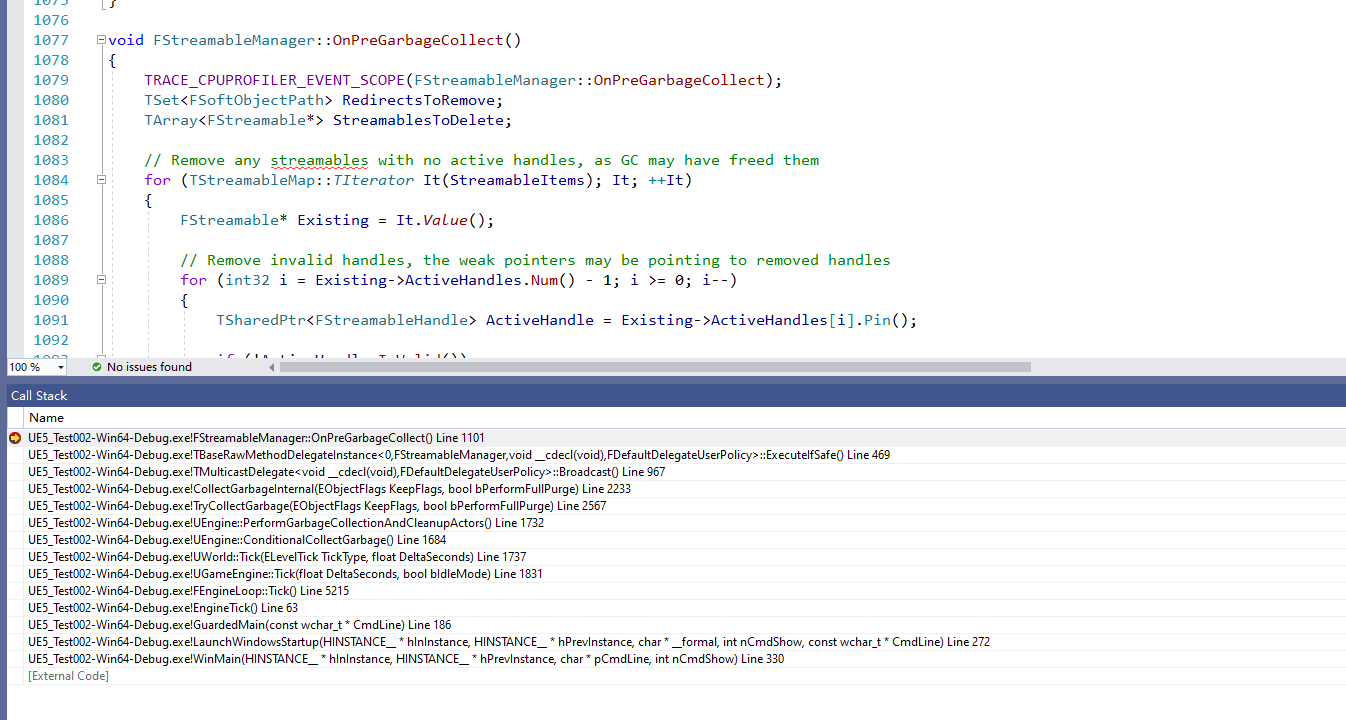 1075 }
1076
1077 void FStreamableManager::OnPreGarbageCollect()
1078 {
1079 TRACE_CPUPROFILER_EVENT_SCOPE(FStreamableManager::OnPreGarbageCollect);
1080 TSet<FSoftObjectPath> RedirectsToRemove;
1081 TArray<FStreamable*> StreamablesToDelete;
1082
1083 // Remove any streamables with no active handles, as GC may have freed them
1084 for (TStreamableMap::TIterator It(StreamableItems); It; ++It)
1085 {
1086 FStreamable* Existing = It.Value();
1087
1088 // Remove invalid handles, the weak pointers may be pointing to removed handles
1089 for (int32 i = Existing->ActiveHandles.Num() - 1; i >= 0; i--)
1090 {
1091 TSharedPtr<FStreamableHandle> ActiveHandle = Existing->ActiveHandles[i].Pin();
1092
1093 if (!ActiveHandle.IsValid())
100 % No issues found
Call Stack
Name
UE5_Test002-Win64-Debug.exe!FStreamableManager::OnPreGarbageCollect() Line 1101
UE5_Test002-Win64-Debug.exe!TBaseRawMethodDelegateInstance<0,FStreamableManager,void __cdecl(void),FDefaultDelegateUserPolicy>::ExecuteIfSafe() Line 469
UE5_Test002-Win64-Debug.exe!TMulticastDelegate<void __cdecl(void),FDefaultDelegateUserPolicy>::Broadcast() Line 967
UE5_Test002-Win64-Debug.exe!CollectGarbageInternal(EObjectFlags KeepFlags, bool bPerformFullPurge) Line 2233
UE5_Test002-Win64-Debug.exe!TryCollectGarbage(EObjectFlags KeepFlags, bool bPerformFullPurge) Line 2567
UE5_Test002-Win64-Debug.exe!UEngine::PerformGarbageCollectionAndCleanupActors() Line 1732
UE5_Test002-Win64-Debug.exe!UEngine::ConditionalCollectGarbage() Line 1684
UE5_Test002-Win64-Debug.exe!UWorld::Tick(ELevelTick TickType, float DeltaSeconds) Line 1737
UE5_Test002-Win64-Debug.exe!UGameEngine::Tick(float DeltaSeconds, bool bIdleMode) Line 1831
UE5_Test002-Win64-Debug.exe!FEngineLoop::Tick() Line 5215
UE5_Test002-Win64-Debug.exe!EngineTick() Line 63
UE5_Test002-Win64-Debug.exe!GuardedMain(const wchar_t * CmdLine) Line 186
UE5_Test002-Win64-Debug.exe!LaunchWindowsStartup(HINSTANCE__ * hInInstance, HINSTANCE__ * hPrevInstance, char * __formal, int nCmdShow, const wchar_t * CmdLine) Line 272
UE5_Test002-Win64-Debug.exe!WinMain(HINSTANCE__ * hInInstance, HINSTANCE__ * hPrevInstance, char * pCmdLine, int nCmdShow) Line 330
[External Code]